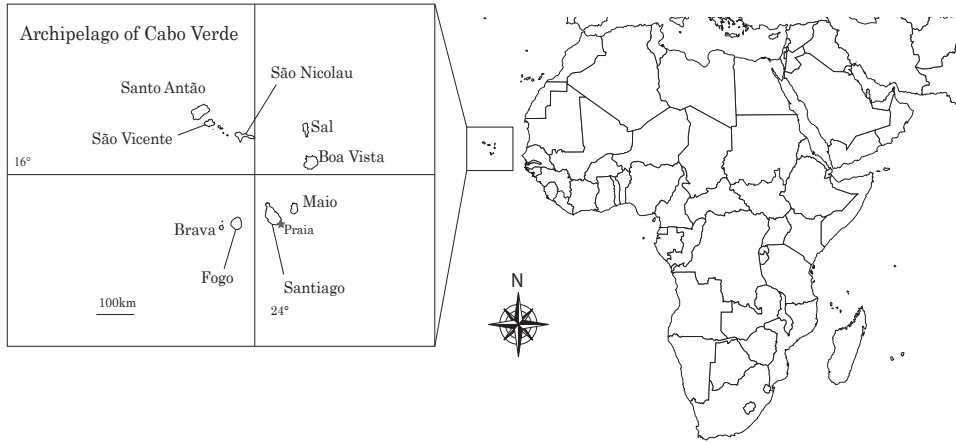 Archipelago of Cabo Verde
São Nicolau
Santo Antão
São Vicente
Sal
16°
Boa Vista
Maio
Brava
Praia
Fogo
Santiago
100km
24°
N